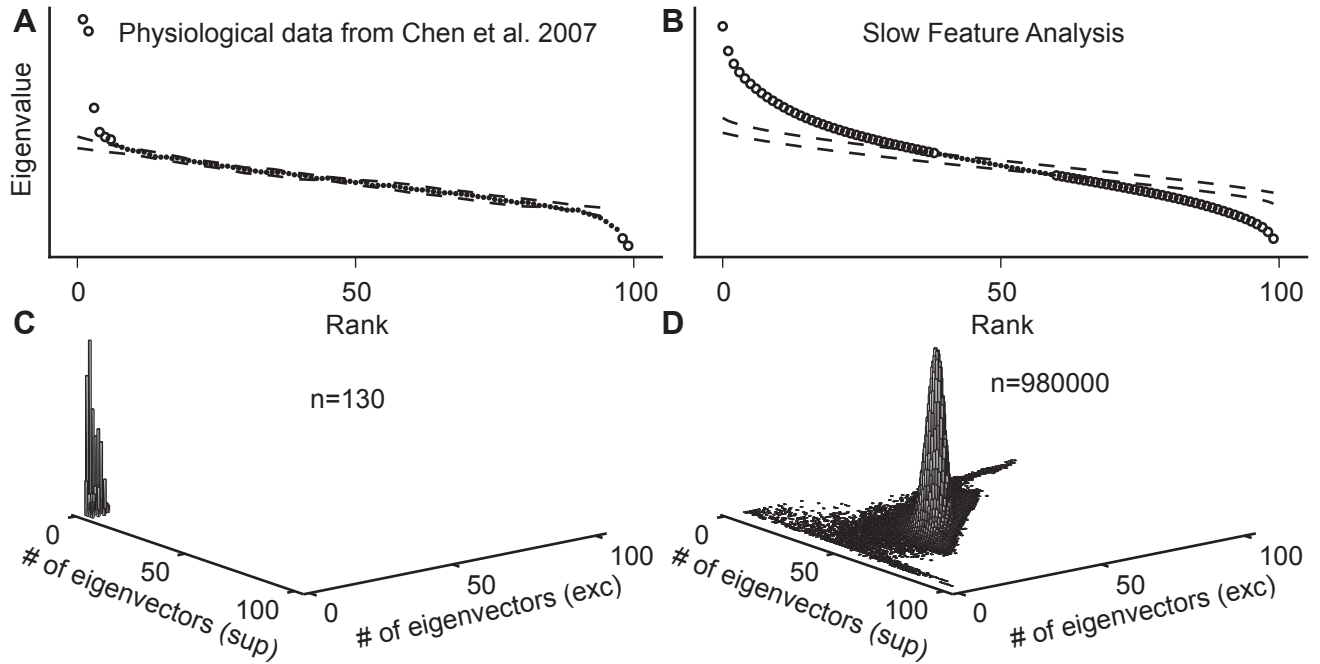 A
Physiological data from Chen et al. 2007
Eigenvalue
0
50
100
Rank
B
Slow Feature Analysis
0
50
100
Rank
C
n=130
0
50
100
# of eigenvectors (sup)
0
50
100
# of eigenvectors (exc)
D
n=980000
0
50
100
# of eigenvectors (sup)
0
50
100
# of eigenvectors (exc)